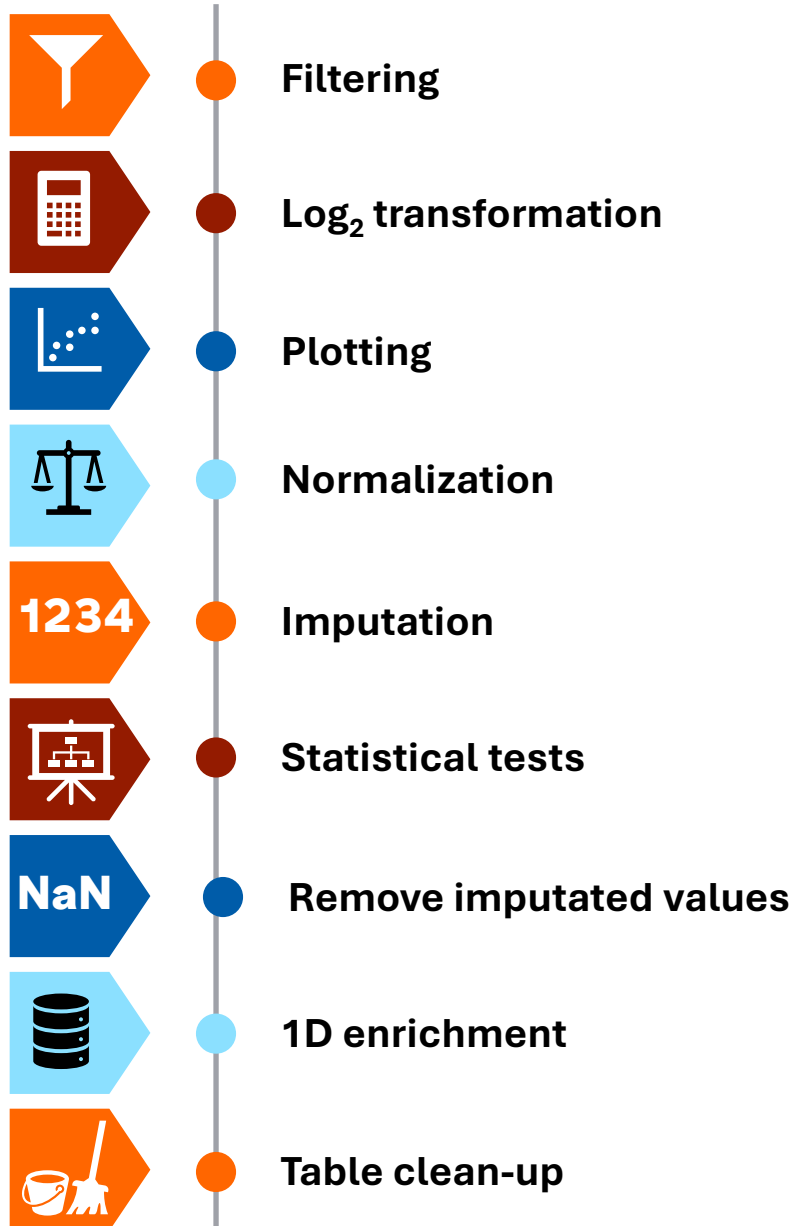 Filtering
Log₂ transformation
Plotting
Normalization
1234
Imputation
Statistical tests
NaN
Remove imputated values
1D enrichment
Table clean-up